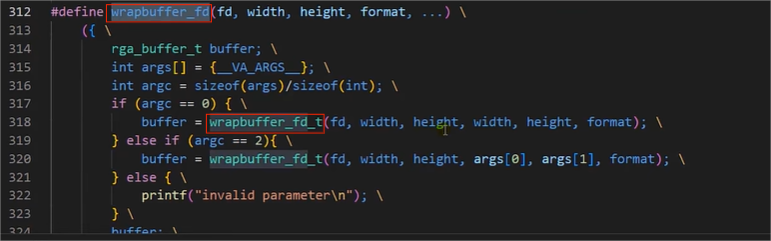 312 #define wrapbuffer_fd(fd, width, height, format, ...) \
313 ({ \
314 rga_buffer_t buffer; \
315 int args[] = {__VA_ARGS__}; \
316 int argc = sizeof(args)/sizeof(int); \
317 if (argc == 0) { \
318 buffer = wrapbuffer_fd_t(fd, width, height, width, height, format); \
319 } else if (argc == 2){ \
320 buffer = wrapbuffer_fd_t(fd, width, height, args[0], args[1], format); \
321 } else { \
322 printf("invalid parameter\n"); \
323 } \
324 buffer; \